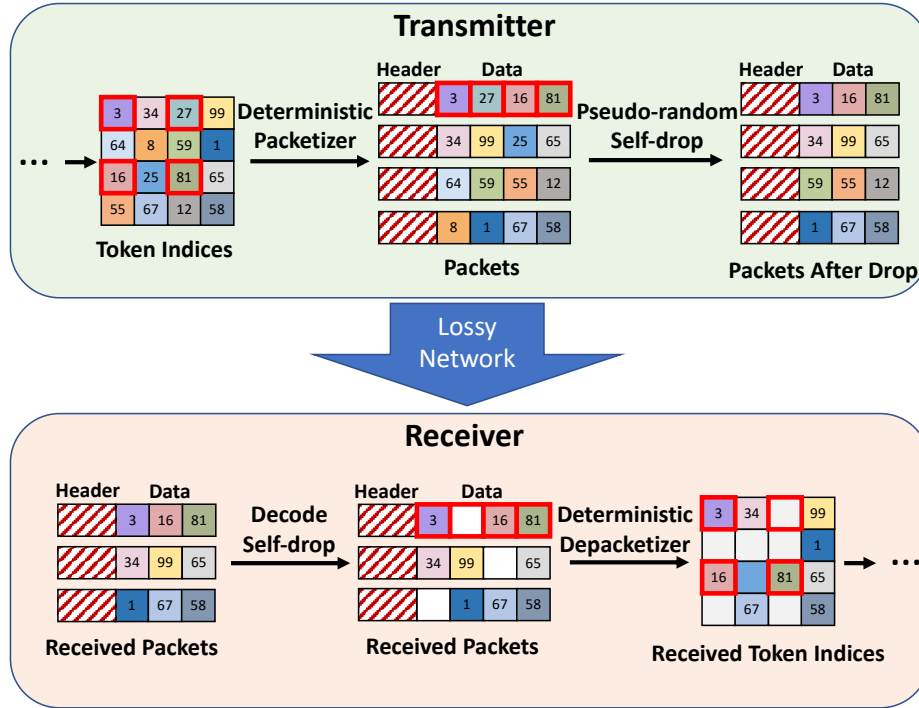 Transmitter
Header Data Header Data
3 34 27 99
64 8 59 1
16 25 81 65
55 67 12 58
Token Indices
...
Deterministic
Packetizer
3 27 16 81
34 99 25 65
64 59 55 12
8 1 67 58
Packets
Pseudo-random
Self-drop
3 16 81
34 99 65
59 55 12
1 67 58
Packets After Drop
Lossy
Network
Receiver
Header Data Header Data
3 16 81
34 99 65
1 67 58
Received Packets
Decode
Self-drop
3 16 81
34 99 65
1 67 58
Received Packets
Deterministic
Depacketizer
3 34 99
1
16 81 65
67 58
Received Token Indices
...